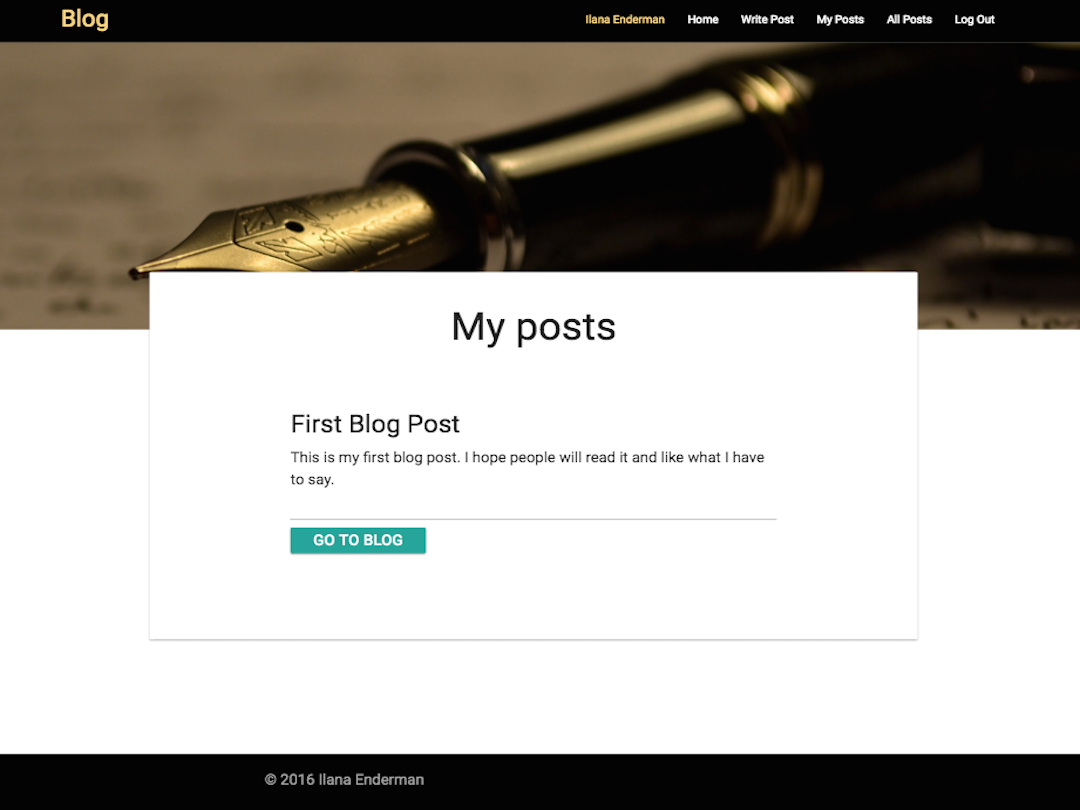 Blog
Ilana Enderman Home Write Post My Posts All Posts Log Out
My posts
First Blog Post
This is my first blog post. I hope people will read it and like what I have
to say.
GO TO BLOG
© 2016 Ilana Enderman